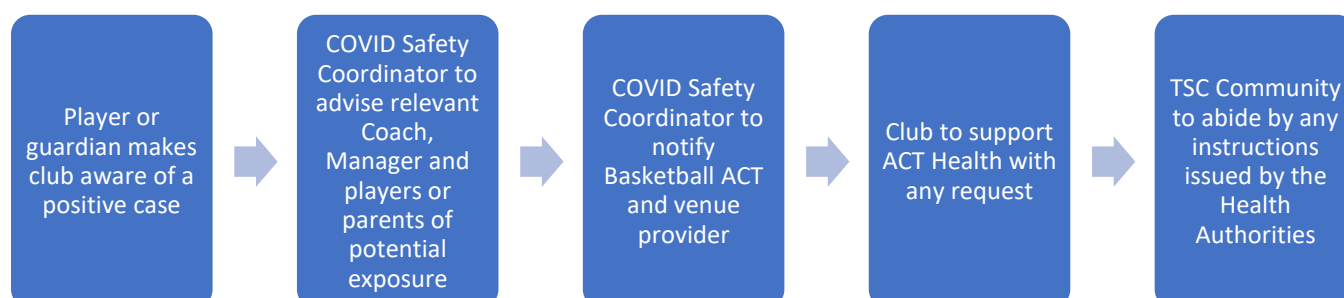 Player or
guardian makes
club aware of a
positive case
COVID Safety
Coordinator to
advise relevant
Coach,
Manager and
players or
parents of
potential
exposure
COVID Safety
Coordinator to
notify
Basketball ACT
and venue
provider
Club to support
ACT Health with
any request
TSC Community
to abide by any
instructions
issued by the
Health
Authorities